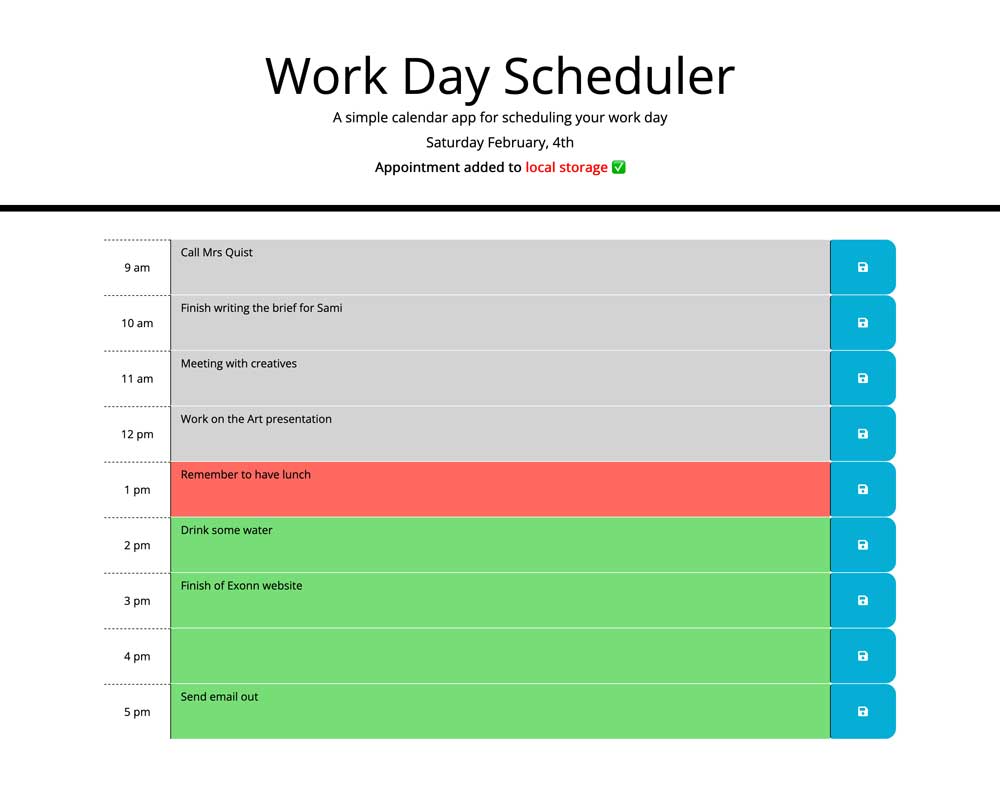 Work Day Scheduler
A simple calendar app for scheduling your work day
Saturday February, 4th
Appointment added to local storage ✅
9 am Call Mrs Quist
10 am Finish writing the brief for Sami
11 am Meeting with creatives
12 pm Work on the Art presentation
1 pm Remember to have lunch
2 pm Drink some water
3 pm Finish of Exonn website
4 pm
5 pm Send email out